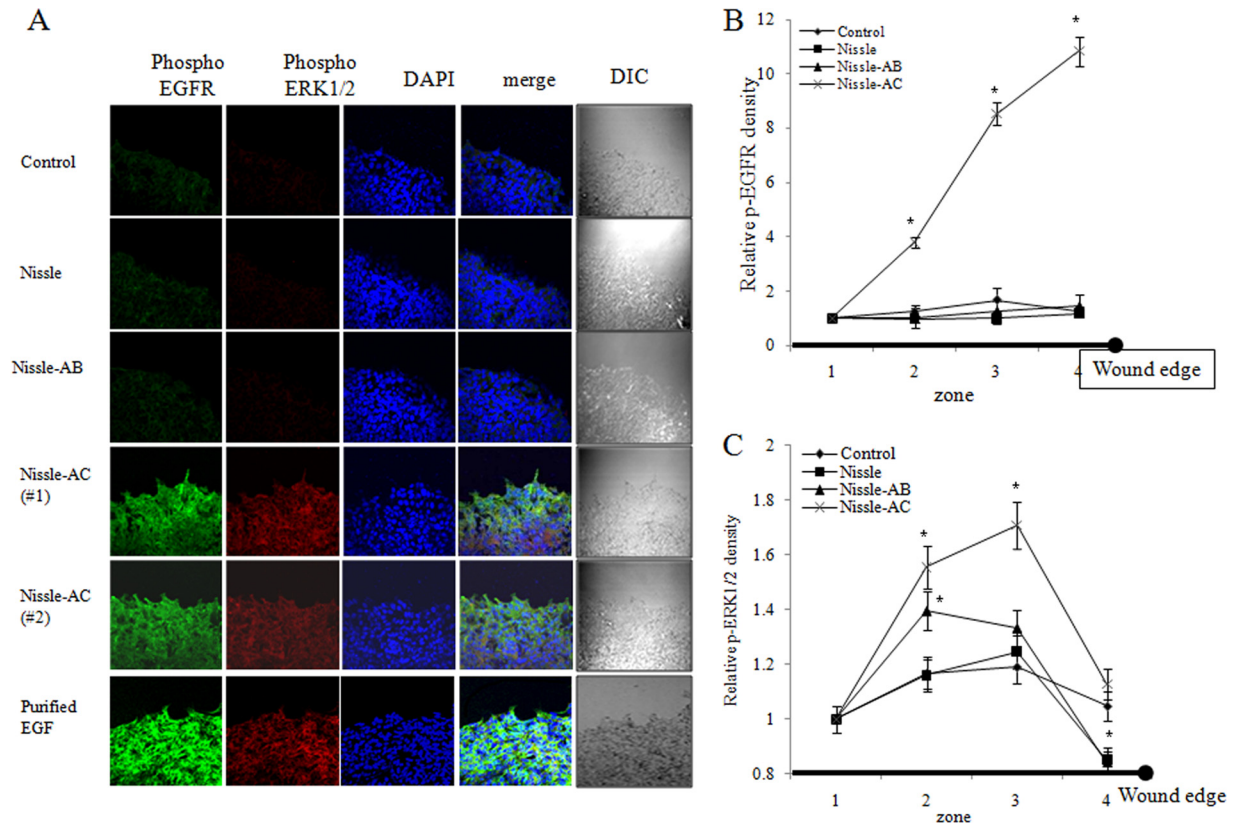 A
Phospho EGFR
Phospho ERK1/2
DAPI
merge
DIC
Control
Nissle
Nissle-AB
Nissle-AC (#1)
Nissle-AC (#2)
Purified EGF
B
Control
Nissle
Nissle-AB
Nissle-AC
Relative p-EGFR density
12
10
8
6
4
2
0
*
*
*
1
2
3
4
Wound edge
zone
C
Control
Nissle
Nissle-AB
Nissle-AC
Relative p-ERK1/2 density
2
1.8
1.6
1.4
1.2
1
0.8
*
*
*
*
1
2
3
4
Wound edge
zone